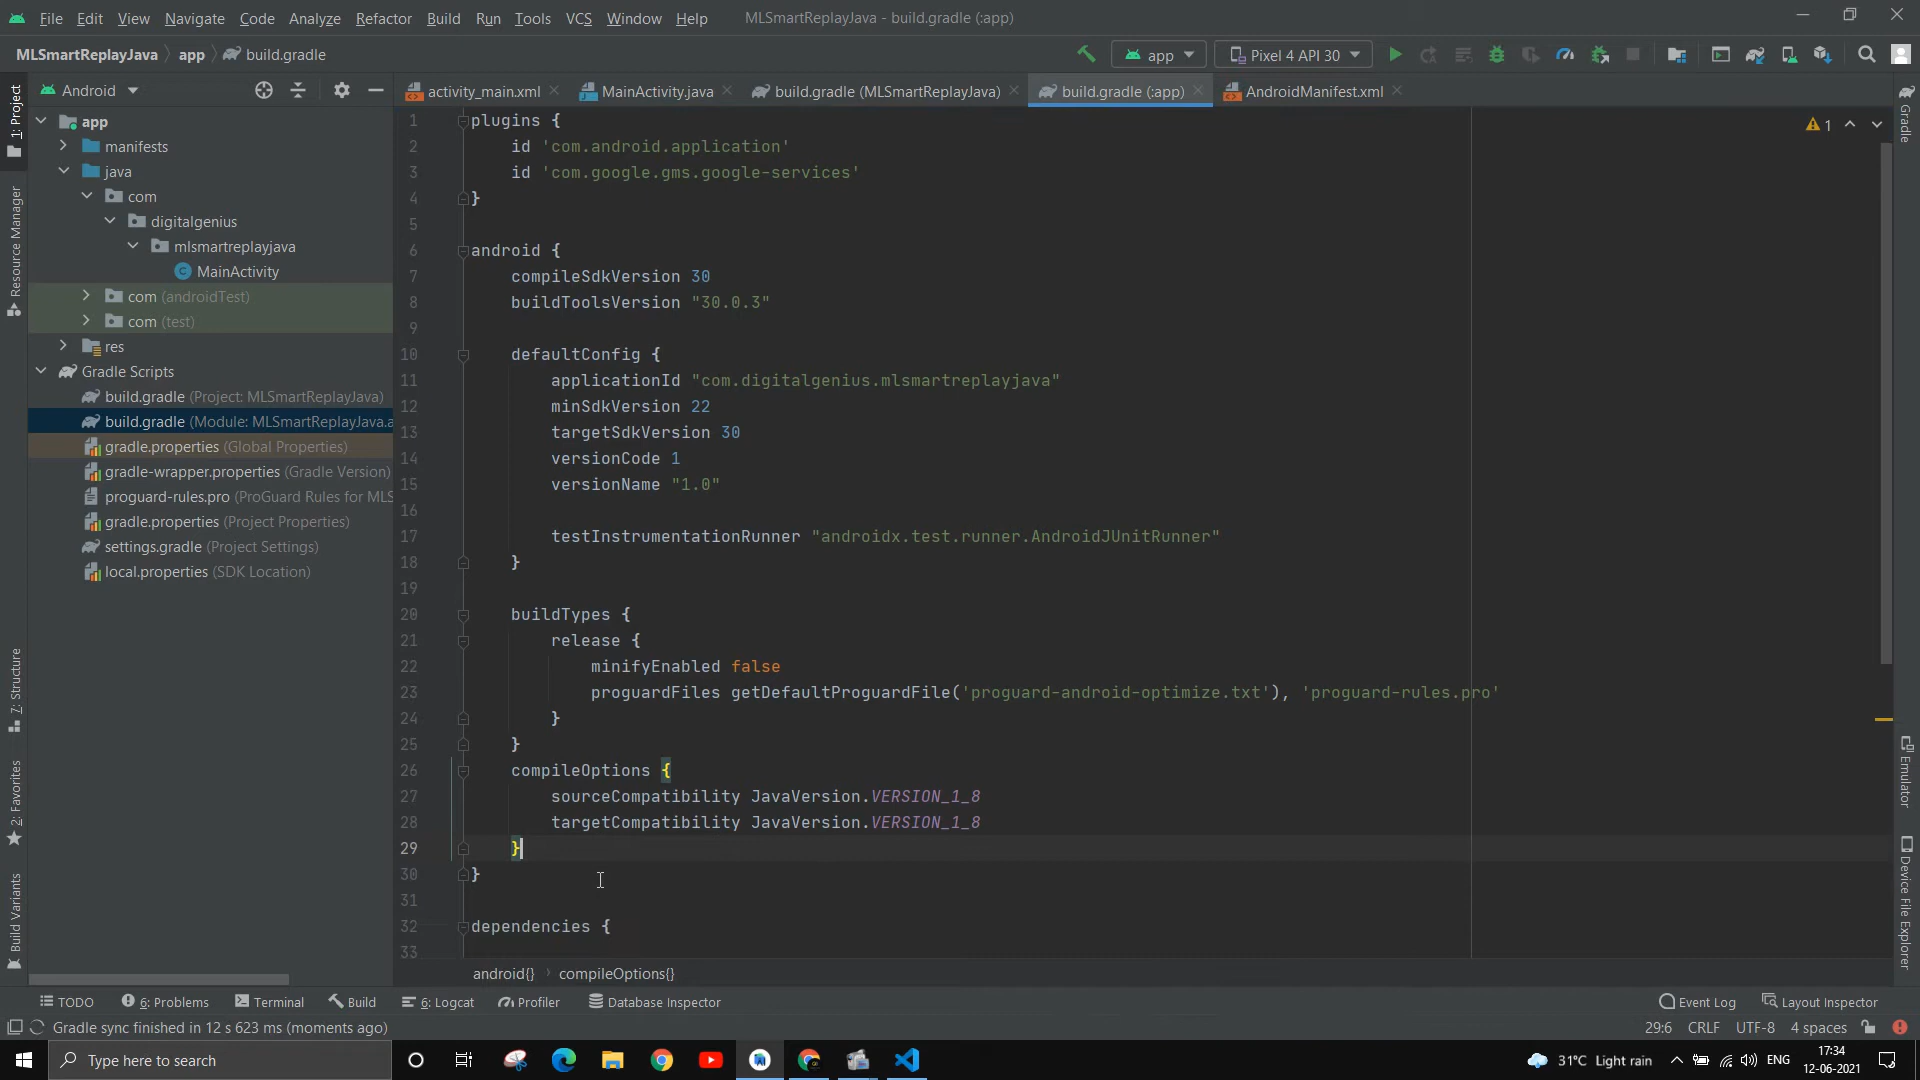 File Edit View Navigate Code Analyze Refactor Build Run Tools VCS Window Help MLSmartReplayJava - build.gradle (:app)
MLSmartReplayJava app build.gradle app Pixel 4 API 30
Android
activity_main.xml MainActivity.java build.gradle (MLSmartReplayJava) build.gradle (:app) AndroidManifest.xml
1: Project
Resource Manager
7: Structure
2: Favorites
Build Variants
app
manifests
java
com
digitalgenius
mlsmartreplayjava
MainActivity
com (androidTest)
com (test)
res
Gradle Scripts
build.gradle (Project: MLSmartReplayJava)
build.gradle (Module: MLSmartReplayJava.a
gradle.properties (Global Properties)
gradle-wrapper.properties (Gradle Version)
proguard-rules.pro (ProGuard Rules for MLS
gradle.properties (Project Properties)
settings.gradle (Project Settings)
local.properties (SDK Location)
1 plugins {
2 id 'com.android.application'
3 id 'com.google.gms.google-services'
4 }
5
6 android {
7 compileSdkVersion 30
8 buildToolsVersion "30.0.3"
9
10 defaultConfig {
11 applicationId "com.digitalgenius.mlsmartreplayjava"
12 minSdkVersion 22
13 targetSdkVersion 30
14 versionCode 1
15 versionName "1.0"
16
17 testInstrumentationRunner "androidx.test.runner.AndroidJUnitRunner"
18 }
19
20 buildTypes {
21 release {
22 minifyEnabled false
23 proguardFiles getDefaultProguardFile('proguard-android-optimize.txt'), 'proguard-rules.pro'
24 }
25 }
26 compileOptions {
27 sourceCompatibility JavaVersion.VERSION_1_8
28 targetCompatibility JavaVersion.VERSION_1_8
29 }
30 }
31
32 dependencies {
33
1
Gradle
Emulator
Device File Explorer
android{} compileOptions{}
TODO 6: Problems Terminal Build 6: Logcat Profiler Database Inspector Event Log Layout Inspector
Gradle sync finished in 12 s 623 ms (moments ago) 29:6 CRLF UTF-8 4 spaces
Type here to search 31°C Light rain ENG 17:34
12-06-2021